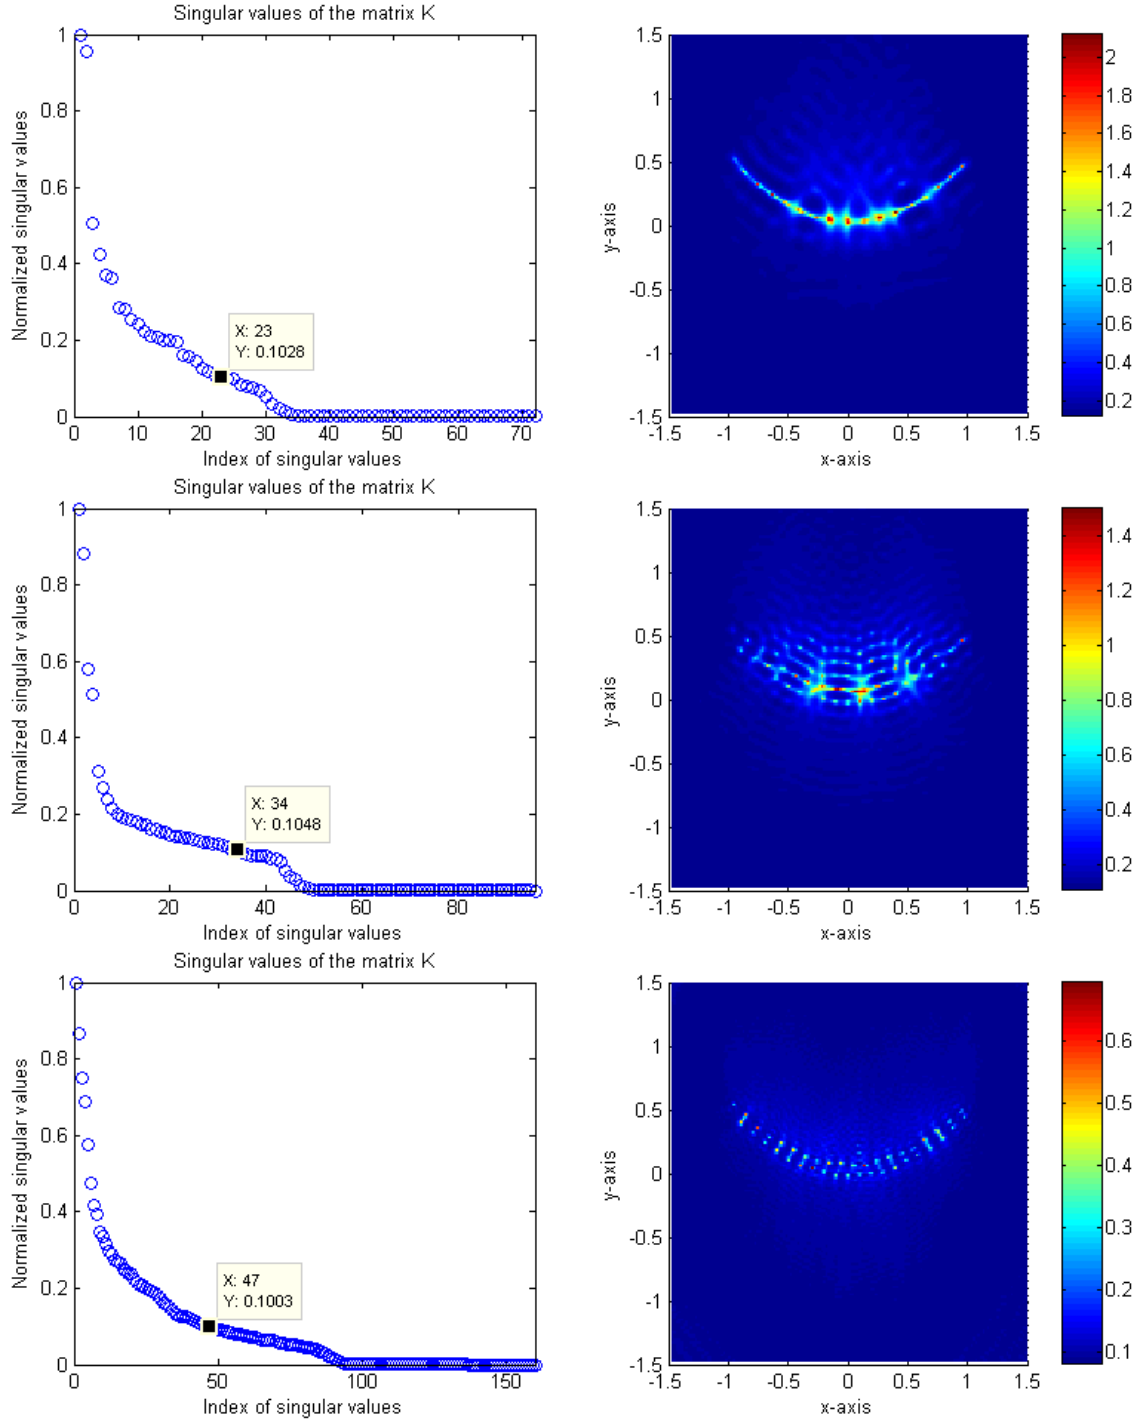 Singular values of the matrix K
1
0.8
0.6
0.4
0.2
0
Normalized singular values
X: 23
Y: 0.1028
0 10 20 30 40 50 60 70
Index of singular values
1.5
1
0.5
0
-0.5
-1
-1.5
y-axis
-1.5 -1 -0.5 0 0.5 1 1.5
x-axis
2
1.8
1.6
1.4
1.2
1
0.8
0.6
0.4
0.2
Singular values of the matrix K
1
0.8
0.6
0.4
0.2
0
Normalized singular values
X: 34
Y: 0.1048
0 20 40 60 80
Index of singular values
1.5
1
0.5
0
-0.5
-1
-1.5
y-axis
-1.5 -1 -0.5 0 0.5 1 1.5
x-axis
1.4
1.2
1
0.8
0.6
0.4
0.2
Singular values of the matrix K
1
0.8
0.6
0.4
0.2
0
Normalized singular values
X: 47
Y: 0.1003
0 50 100 150
Index of singular values
1.5
1
0.5
0
-0.5
-1
-1.5
y-axis
-1.5 -1 -0.5 0 0.5 1 1.5
x-axis
0.6
0.5
0.4
0.3
0.2
0.1